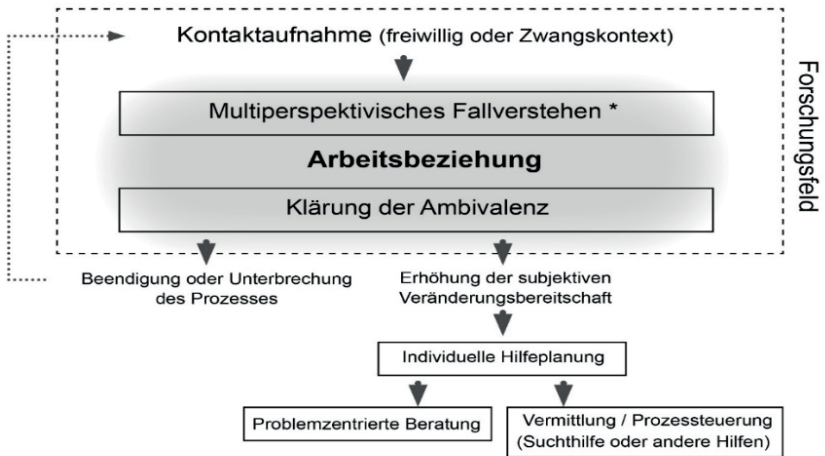 Kontaktaufnahme (freiwillig oder Zwangskontext)
Multiperspektivisches Fallverstehen *
Arbeitsbeziehung
Klärung der Ambivalenz
Forschungsfeld
Beendigung oder Unterbrechung
des Prozesses
Erhöhung der subjektiven
Veränderungsbereitschaft
Individuelle Hilfeplanung
Problemzentrierte Beratung
Vermittlung / Prozessteuerung
(Suchthilfe oder andere Hilfen)